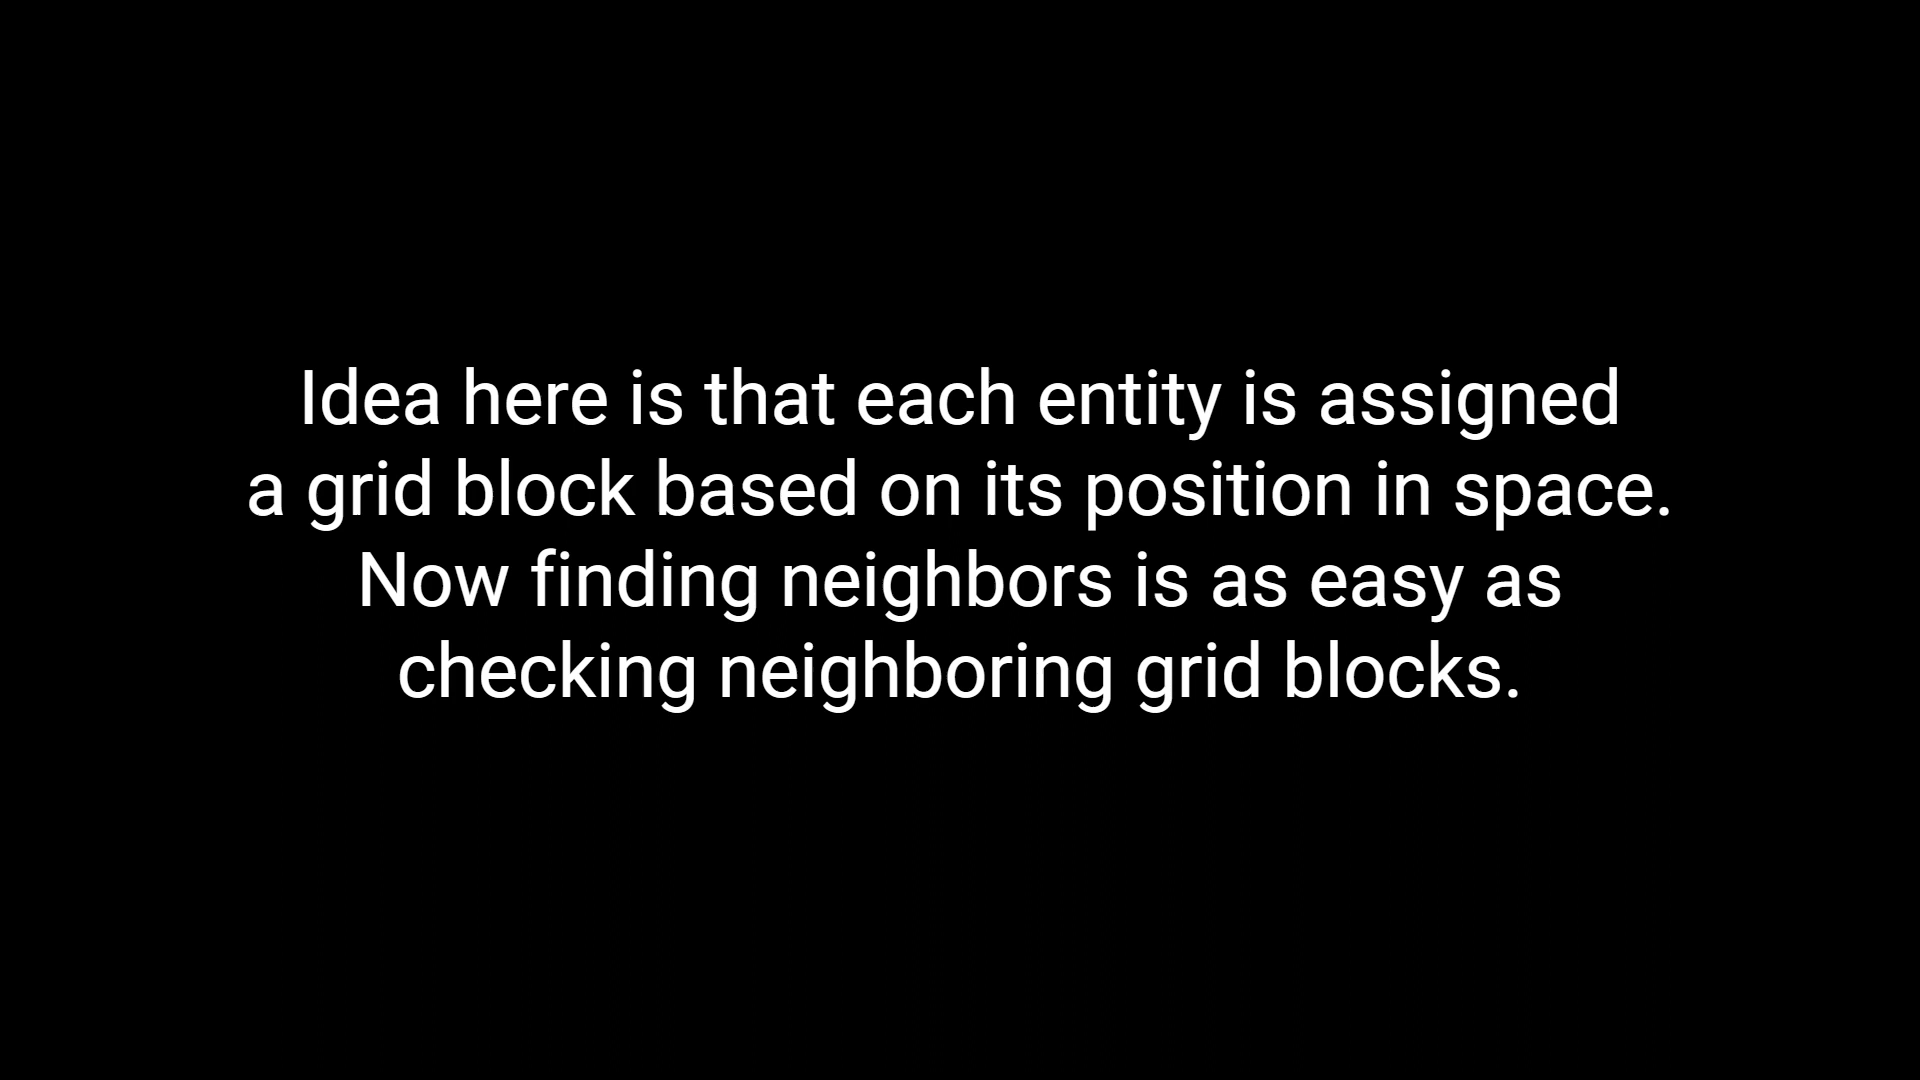 Idea here is that each entity is assigned
a grid block based on its position in space.
Now finding neighbors is as easy as
checking neighboring grid blocks.